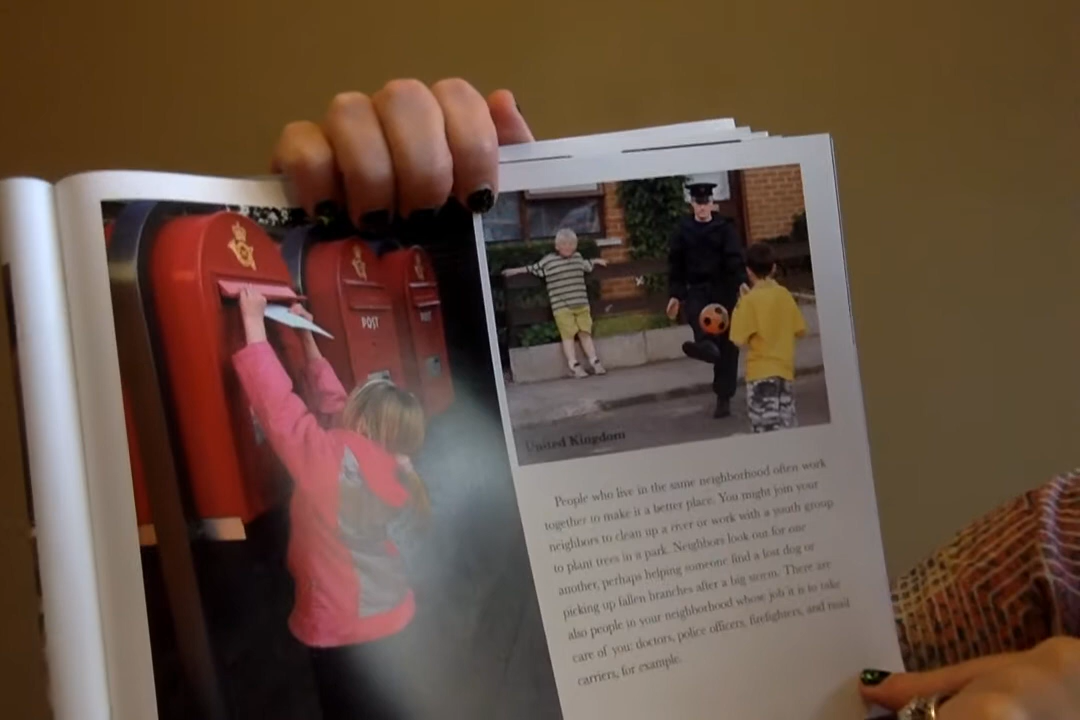 POST
POST
United Kingdom
People who live in the same neighborhood often work
together to make it a better place. You might join your
neighbors to clean up a river or work with a youth group
to plant trees in a park. Neighbors look out for one
another, perhaps helping someone find a lost dog or
picking up fallen branches after a big storm. There are
also people in your neighborhood whose job it is to take
care of you: doctors, police officers, firefighters, and mail
carriers, for example.